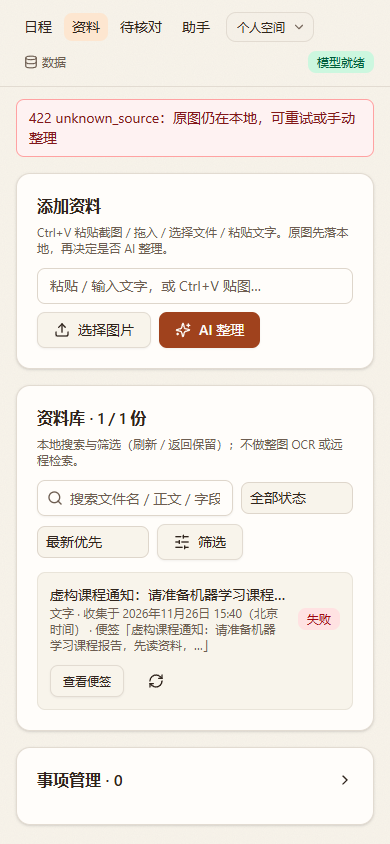 日程 资料 待核对 助手 个人空间
数据 模型就绪
422 unknown_source：原图仍在本地，可重试或手动
整理
添加资料
Ctrl+V 粘贴截图 / 拖入 / 选择文件 / 粘贴文字。原图先落本
地，再决定是否 AI 整理。
粘贴 / 输入文字，或 Ctrl+V 贴图...
选择图片 AI 整理
资料库 · 1 / 1 份
本地搜索与筛选（刷新 / 返回保留）；不做整图 OCR 或远
程检索。
搜索文件名 / 正文 / 字段 全部状态
最新优先 筛选
虚构课程通知：请准备机器学习课程...
文字 · 收集于 2026年11月26日 15:40（北京
时间） · 便签「虚构课程通知：请准备机器
学习课程报告，先读资料，...」
失败
查看便签
事项管理 · 0